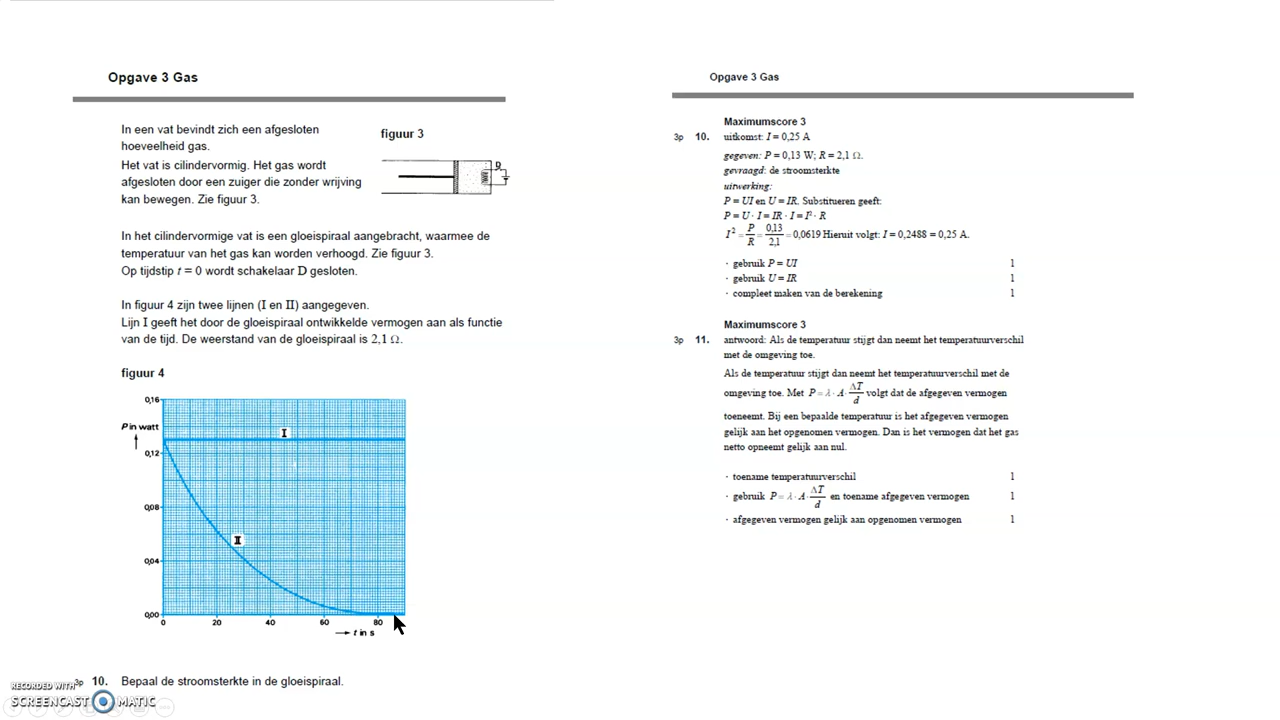 Opgave 3 Gas
In een vat bevindt zich een afgesloten
hoeveelheid gas.
Het vat is cilindervormig. Het gas wordt
afgesloten door een zuiger die zonder wrijving
kan bewegen. Zie figuur 3.
figuur 3
D
In het cilindervormige vat is een gloeispiraal aangebracht, waarmee de
temperatuur van het gas kan worden verhoogd. Zie figuur 3.
Op tijdstip t = 0 wordt schakelaar D gesloten.
In figuur 4 zijn twee lijnen (I en II) aangegeven.
Lijn I geeft het door de gloeispiraal ontwikkelde vermogen aan als functie
van de tijd. De weerstand van de gloeispiraal is 2,1 Ω.
figuur 4
0,16
P in watt
I
0,12
0,08
II
0,04
0,00
0 20 40 60 80
t in s
3p 10. Bepaal de stroomsterkte in de gloeispiraal.
RECORDED WITH
SCREENCAST MATIC
Opgave 3 Gas
Maximumscore 3
3p 10. uitkomst: I = 0,25 A
gegeven: P = 0,13 W; R = 2,1 Ω.
gevraagd: de stroomsterkte
uitwerking:
P = UI en U = IR. Substitueren geeft:
P = U · I = IR · I = I² · R
I² = P/R = 0,13/2,1 = 0,0619 Hieruit volgt: I = 0,2488 = 0,25 A.
· gebruik P = UI 1
· gebruik U = IR 1
· compleet maken van de berekening 1
Maximumscore 3
3p 11. antwoord: Als de temperatuur stijgt dan neemt het temperatuurverschil
met de omgeving toe.
Als de temperatuur stijgt dan neemt het temperatuurverschil met de
omgeving toe. Met P = λ · A · ΔT/d volgt dat de afgegeven vermogen
toeneemt. Bij een bepaalde temperatuur is het afgegeven vermogen
gelijk aan het opgenomen vermogen. Dan is het vermogen dat het gas
netto opneemt gelijk aan nul.
· toename temperatuurverschil 1
· gebruik P = λ · A · ΔT/d en toename afgegeven vermogen 1
· afgegeven vermogen gelijk aan opgenomen vermogen 1